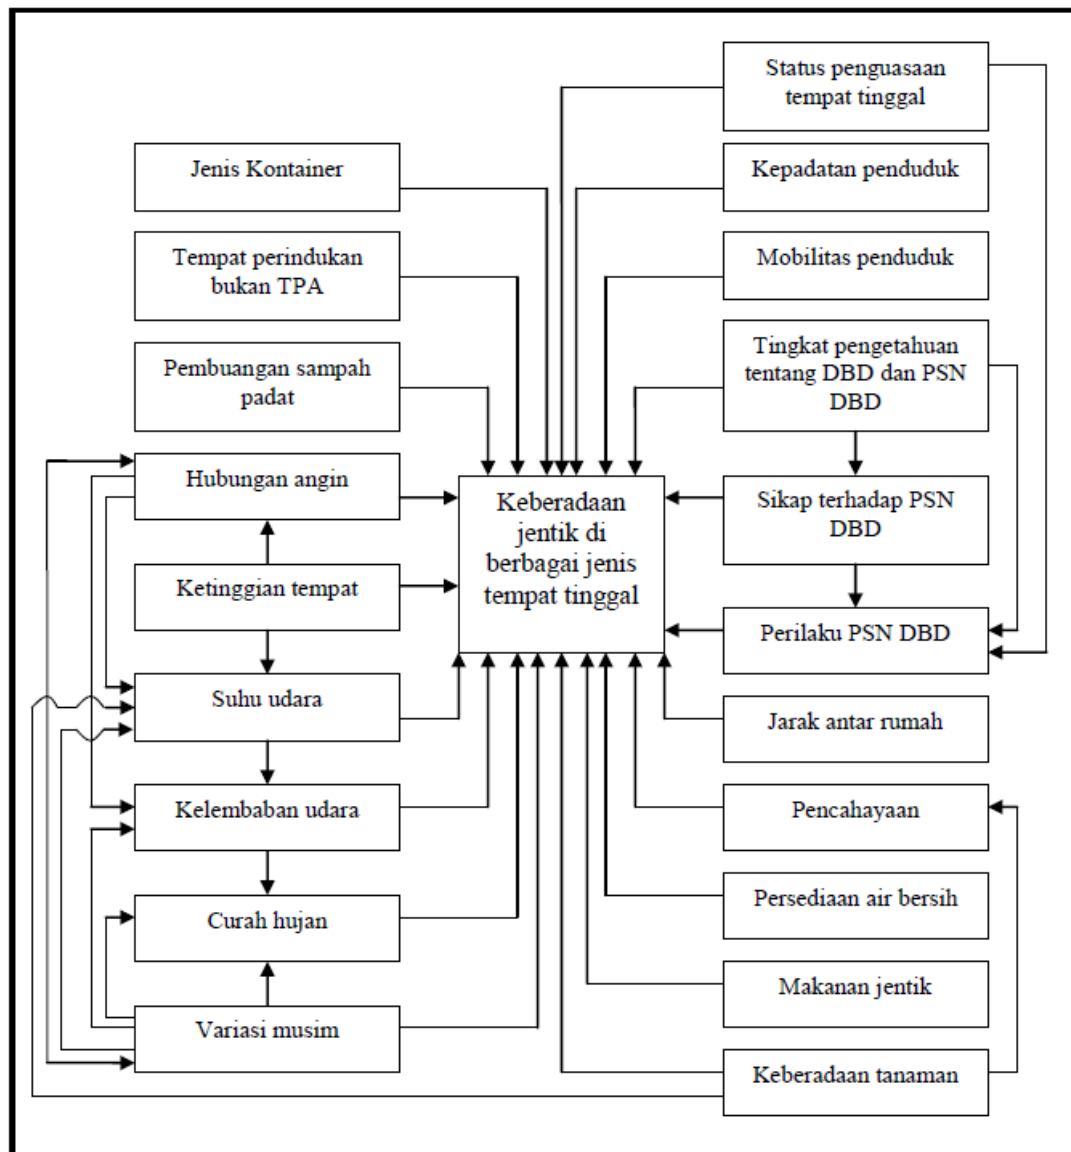 Status penguasaan
tempat tinggal
Jenis Kontainer
Kepadatan penduduk
Tempat perindukan
bukan TPA
Mobilitas penduduk
Pembuangan sampah
padat
Tingkat pengetahuan
tentang DBD dan PSN
DBD
Hubungan angin
Keberadaan
jentik di
berbagai jenis
tempat tinggal
Sikap terhadap PSN
DBD
Ketinggian tempat
Perilaku PSN DBD
Suhu udara
Jarak antar rumah
Kelembaban udara
Pencahayaan
Curah hujan
Persediaan air bersih
Variasi musim
Makanan jentik
Keberadaan tanaman